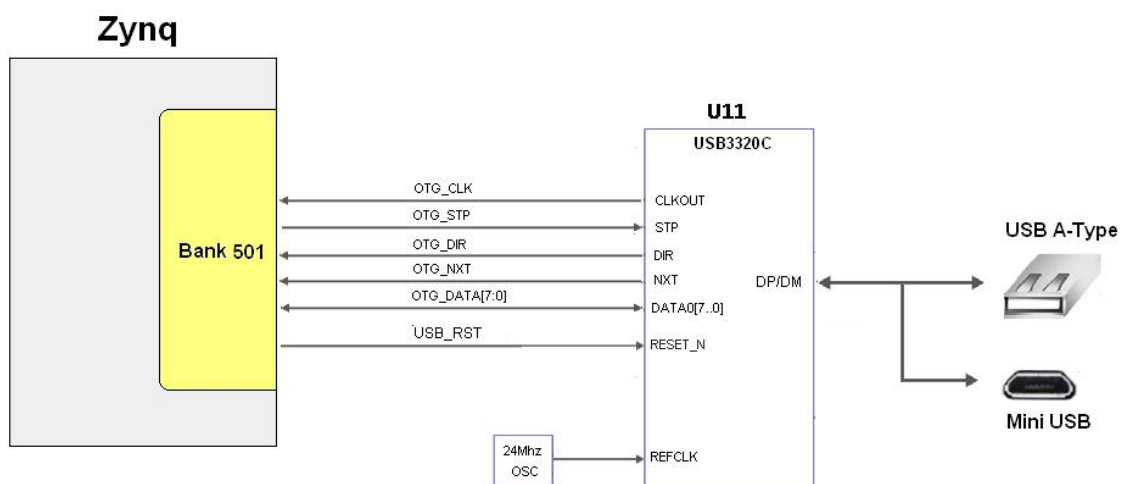 Zynq
U11
USB3320C
OTG_CLK
CLKOUT
OTG_STP
STP
USB A-Type
Bank 501
OTG_DIR
DIR
OTG_NXT
NXT
DP/DM
OTG_DATA[7:0]
DATA0[7..0]
USB_RST
RESET_N
Mini USB
24Mhz
OSC
REFCLK